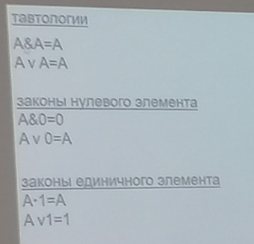 тавтологии
A&A=A
A v A=A
законы нулевого элемента
A&0=0
A v 0=A
законы единичного элемента
A·1=A
A v1=1